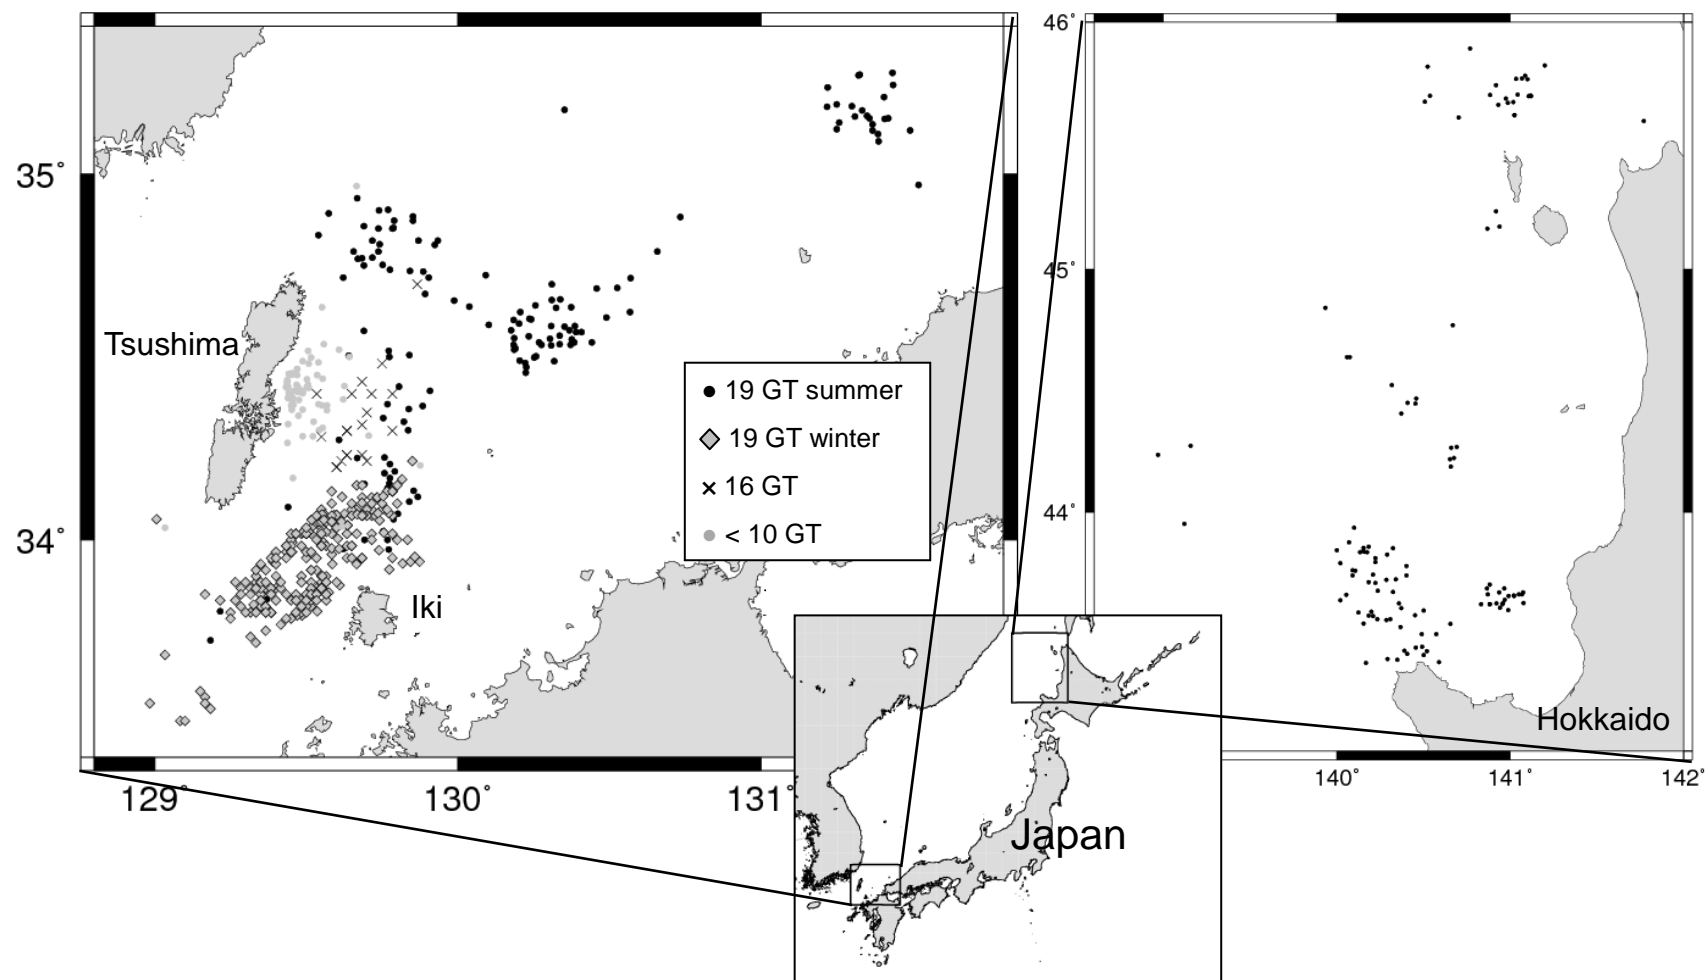 46°
35°
45°
Tsushima
19 GT summer
19 GT winter
16 GT
< 10 GT
44°
34°
Iki
Hokkaido
129°
130°
131°
140°
141°
142°
Japan